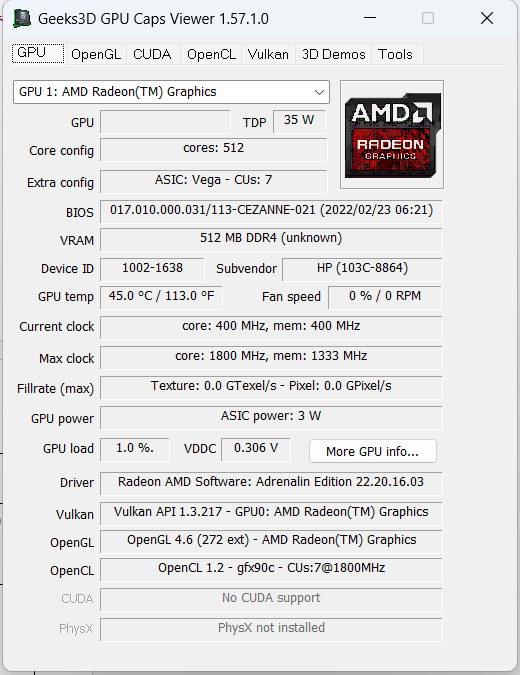 Geeks3D GPU Caps Viewer 1.57.1.0
GPU OpenGL CUDA OpenCL Vulkan 3D Demos Tools
GPU 1: AMD Radeon(TM) Graphics
AMD
RADEON
GRAPHICS
GPU TDP 35 W
Core config cores: 512
Extra config ASIC: Vega - CUs: 7
BIOS 017.010.000.031/113-CEZANNE-021 (2022/02/23 06:21)
VRAM 512 MB DDR4 (unknown)
Device ID 1002-1638 Subvendor HP (103C-8864)
GPU temp 45.0 ºC / 113.0 ºF Fan speed 0 % / 0 RPM
Current clock core: 400 MHz, mem: 400 MHz
Max clock core: 1800 MHz, mem: 1333 MHz
Fillrate (max) Texture: 0.0 GTexel/s - Pixel: 0.0 GPixel/s
GPU power ASIC power: 3 W
GPU load 1.0 %. VDDC 0.306 V More GPU info...
Driver Radeon AMD Software: Adrenalin Edition 22.20.16.03
Vulkan Vulkan API 1.3.217 - GPU0: AMD Radeon(TM) Graphics
OpenGL OpenGL 4.6 (272 ext) - AMD Radeon(TM) Graphics
OpenCL OpenCL 1.2 - gfx90c - CUs:7@1800MHz
CUDA No CUDA support
PhysX PhysX not installed